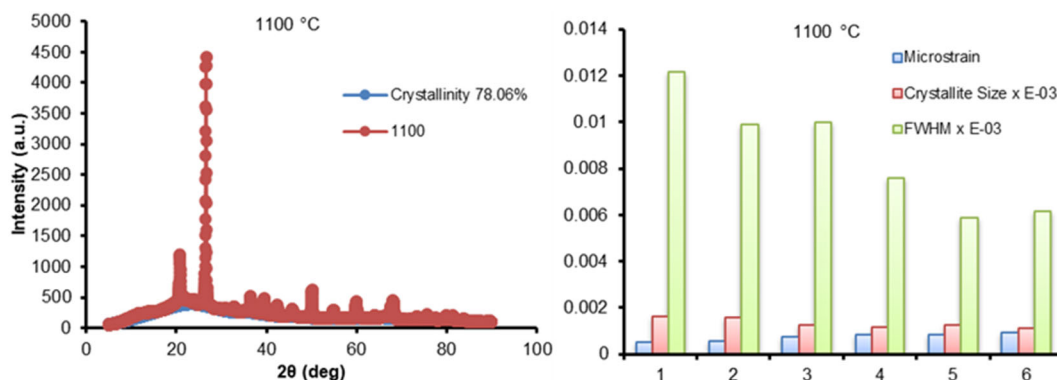 1100 °C
5000
4500
4000
3500
3000
2500
2000
1500
1000
500
0
Intensity (a.u.)
Crystallinity 78.06%
1100
0 20 40 60 80 100
2θ (deg)
1100 °C
0.014
0.012
0.01
0.008
0.006
0.004
0.002
0
Microstrain
Crystallite Size x E-03
FWHM x E-03
1 2 3 4 5 6